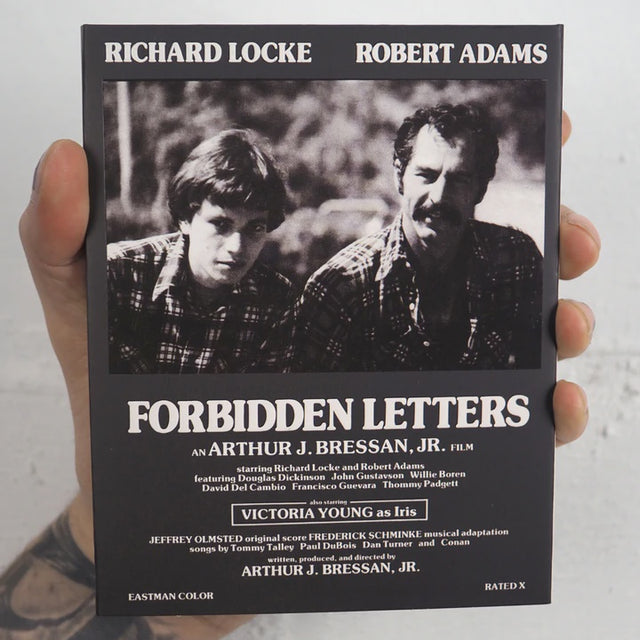 RICHARD LOCKE ROBERT ADAMS
FORBIDDEN LETTERS
AN ARTHUR J. BRESSAN, JR. FILM
starring Richard Locke and Robert Adams
featuring Douglas Dickinson John Gustavson Willie Boren
David Del Cambio Francisco Guevara Thommy Padgett
also starring
VICTORIA YOUNG as Iris
JEFFREY OLMSTED original score FREDERICK SCHMINKE musical adaptation
songs by Tommy Talley Paul DuBois Dan Turner and Conan
written, produced, and directed by
ARTHUR J. BRESSAN, JR.
EASTMAN COLOR RATED X